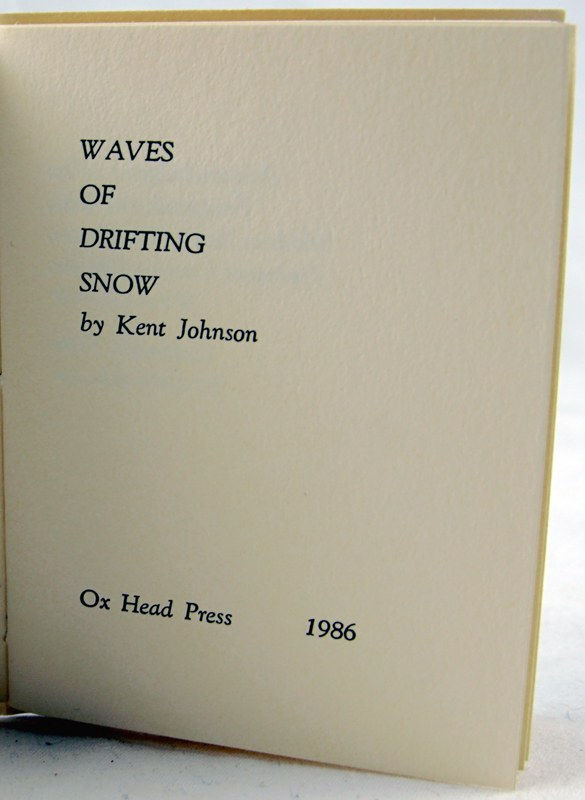 WAVES
OF
DRIFTING
SNOW
by Kent Johnson
Ox Head Press 1986